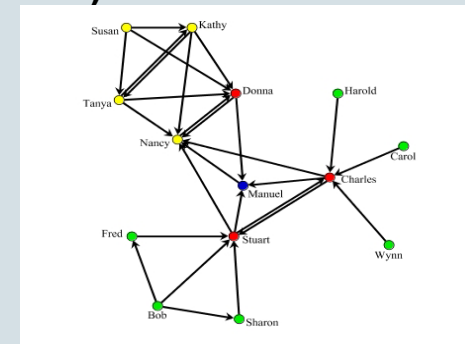 Susan
Kathy
Donna
Harold
Tanya
Nancy
Carol
Charles
Manuel
Fred
Stuart
Wynn
Bob
Sharon